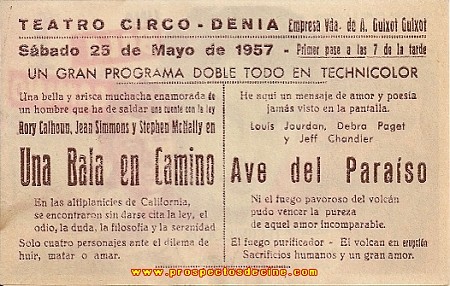 TEATRO CIRCO - DENIA Empresa Vda. de A. Guixot Guixot
Sábado 25 de Mayo de 1957 - Primer pase a las 7 de la tarde
UN GRAN PROGRAMA DOBLE TODO EN TECHNICOLOR
Una bella y arisca muchacha enamorada de
un hombre que ha de saldar una cuenta con la ley
Rory Calhoun, Jean Simmons y Stephen McNally en
Una Bala en Camino
En las altiplanicies de California,
se encontraron sin darse cita la ley, el
odio, la duda, la filosofia y la serenidad
Solo cuatro personajes ante el dilema de
huir, matar o amar.
He aqui un mensaje de amor y poesía
jamás visto en la pantalla.
Louis Jourdan, Debra Paget
y Jeff Chandler
Ave del Paraíso
Ni el fuego pavoroso del volcán
pudo vencer la pureza
de aquel amor incomparable.
El fuego purificador - El volcan en erupción
Sacrificios humanos y un gran amor.
www.prospectosdecine.com